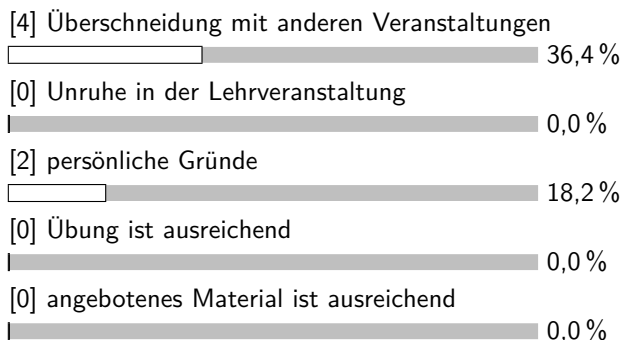 [4] Überschneidung mit anderen Veranstaltungen
36,4 %
[0] Unruhe in der Lehrveranstaltung
0,0 %
[2] persönliche Gründe
18,2 %
[0] Übung ist ausreichend
0,0 %
[0] angebotenes Material ist ausreichend
0,0 %